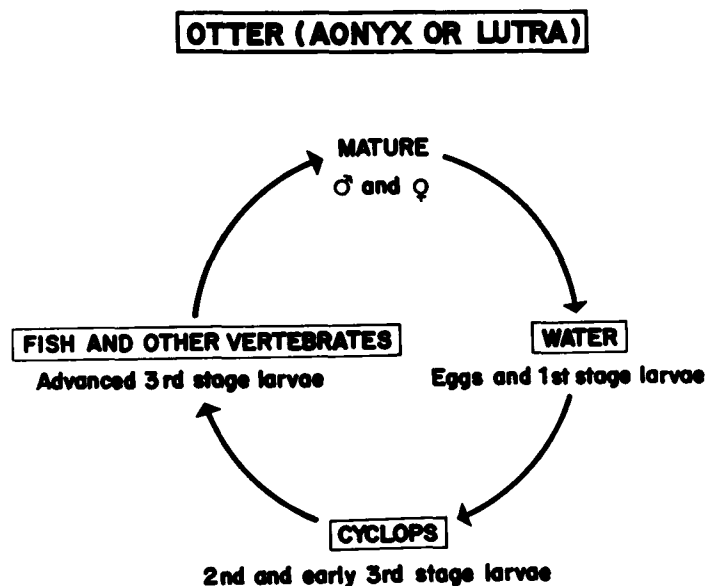 OTTER (AONYX OR LUTRA)
MATURE
♂ and ♀
FISH AND OTHER VERTEBRATES
Advanced 3rd stage larvae
WATER
Eggs and 1st stage larvae
CYCLOPS
2nd and early 3rd stage larvae